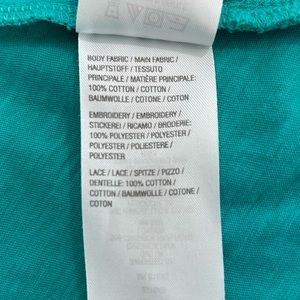 BODY FABRIC / MAIN FABRIC /
HAUPTSTOFF / TESSUTO
PRINCIPALE / MATIÈRE PRINCIPALE:
100% COTTON / COTTON /
BAUMWOLLE / COTONE / COTON
EMBROIDERY / EMBROIDERY /
STICKEREI / RICAMO / BRODERIE:
100% POLYESTER / POLYESTER /
POLYESTER / POLIESTERE /
POLYESTER
LACE / LACE / SPITZE / PIZZO /
DENTELLE: 100% COTTON /
COTTON / BAUMWOLLE / COTONE /
COTON